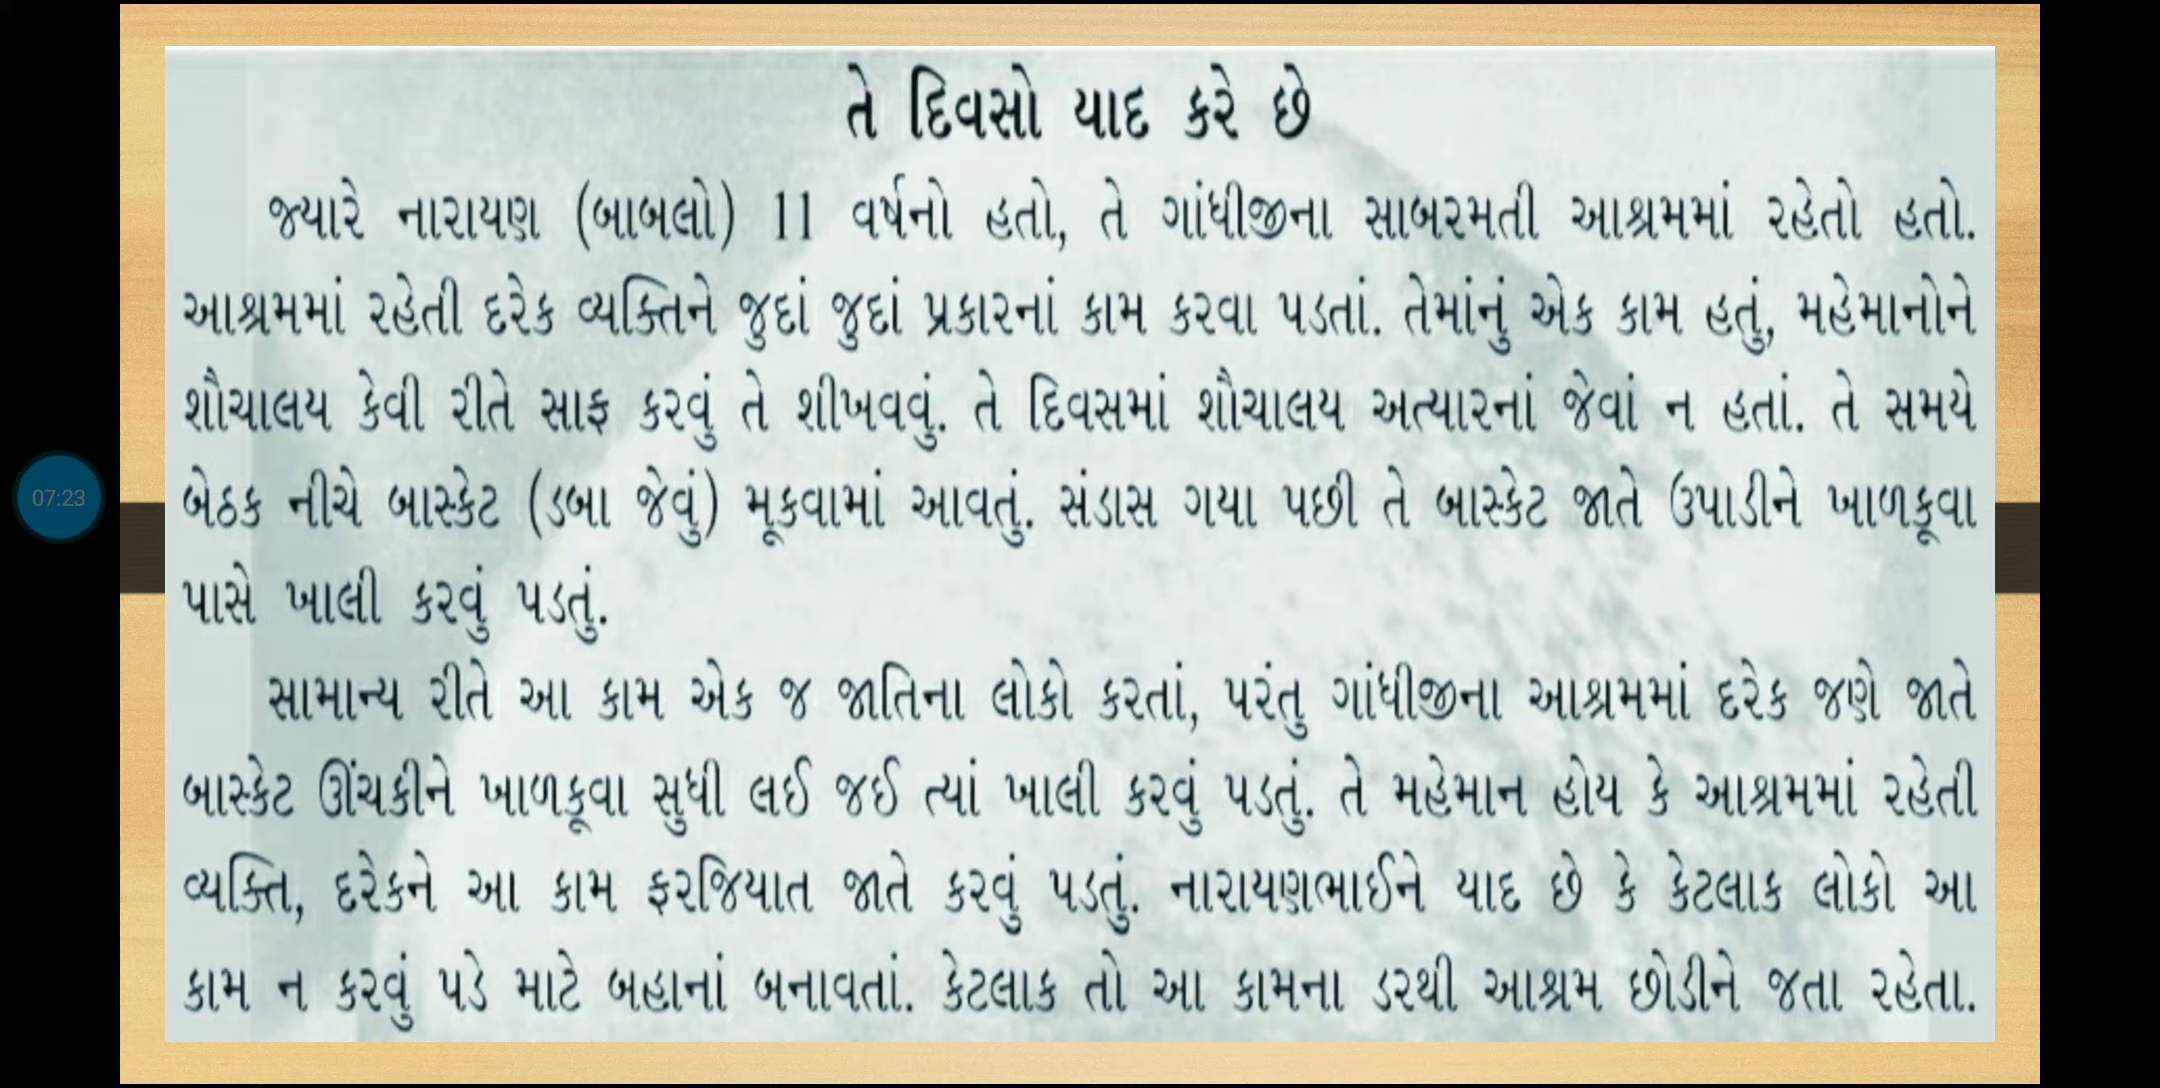 તે દિવસો યાદ કરે છે
જ્યારે નારાયણ (બાબલો) 11 વર્ષનો હતો, તે ગાંધીજીના સાબરમતી આશ્રમમાં રહેતો હતો.
આશ્રમમાં રહેતી દરેક વ્યક્તિને જુદાં જુદાં પ્રકારનાં કામ કરવા પડતાં. તેમાંનું એક કામ હતું, મહેમાનોને
શૌચાલય કેવી રીતે સાફ કરવું તે શીખવવું. તે દિવસમાં શૌચાલય અત્યારનાં જેવાં ન હતાં. તે સમયે
07:23
બેઠક નીચે બાસ્કેટ (ડબા જેવું) મૂકવામાં આવતું. સંડાસ ગયા પછી તે બાસ્કેટ જાતે ઉપાડીને ખાળકૂવા
પાસે ખાલી કરવું પડતું.
સામાન્ય રીતે આ કામ એક જ જાતિના લોકો કરતાં, પરંતુ ગાંધીજીના આશ્રમમાં દરેક જણે જાતે
બાસ્કેટ ઊંચકીને ખાળકૂવા સુધી લઈ જઈ ત્યાં ખાલી કરવું પડતું. તે મહેમાન હોય કે આશ્રમમાં રહેતી
વ્યક્તિ, દરેકને આ કામ ફરજિયાત જાતે કરવું પડતું. નારાયણભાઈને યાદ છે કે કેટલાક લોકો આ
કામ ન કરવું પડે માટે બહાનાં બનાવતાં. કેટલાક તો આ કામના ડરથી આશ્રમ છોડીને જતા રહેતા.